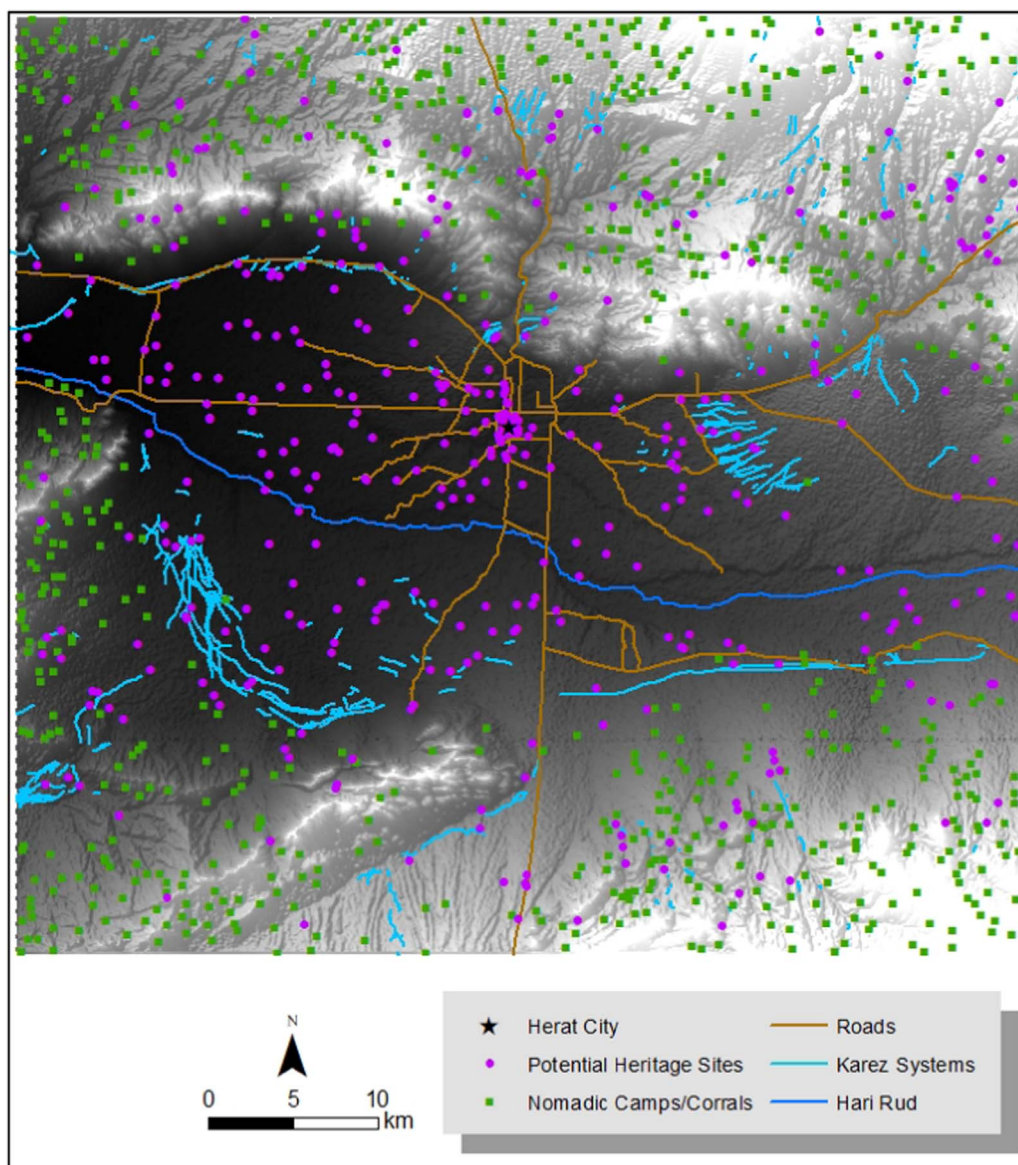 N
0 5 10
km
Herat City
Potential Heritage Sites
Nomadic Camps/Corrals
Roads
Karez Systems
Hari Rud